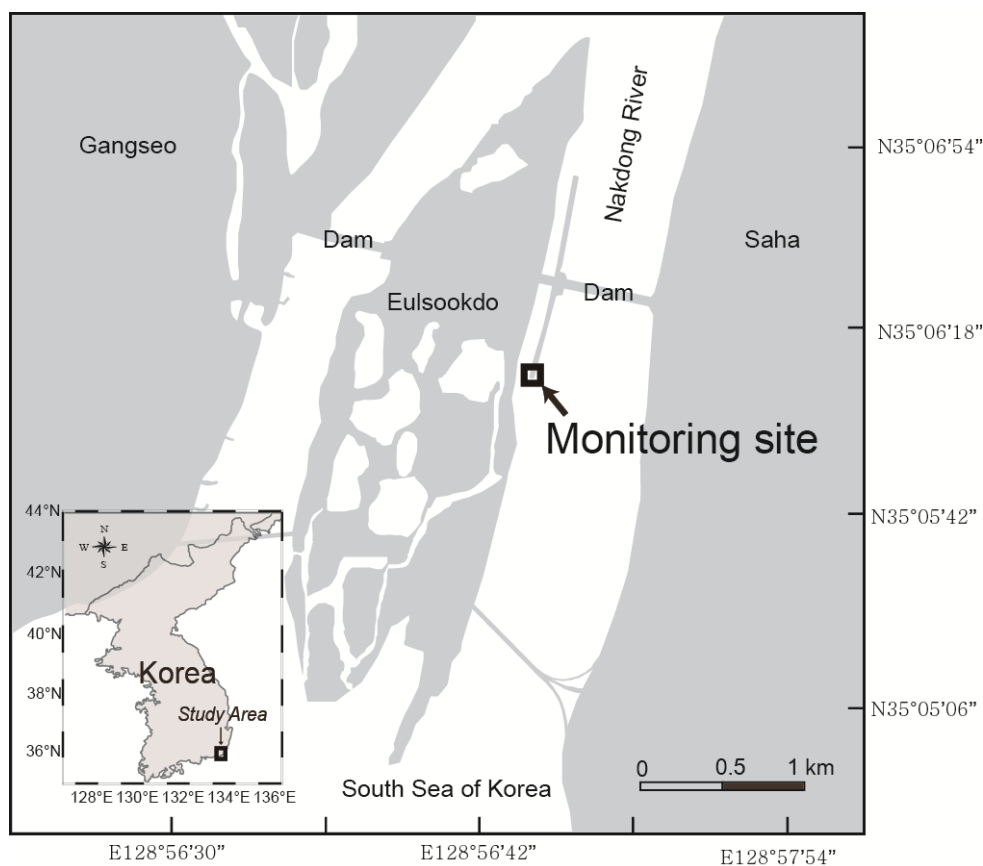 Gangseo
Nakdong River
N35°06'54"
Dam
Saha
Eulsookdo
Dam
N35°06'18"
Monitoring site
N35°05'42"
44°N
N
W
E
S
42°N
40°N
Korea
38°N
Study Area
36°N
128°E 130°E 132°E 134°E 136°E
N35°05'06"
0 0.5 1 km
South Sea of Korea
E128°56'30" E128°56'42" E128°57'54"